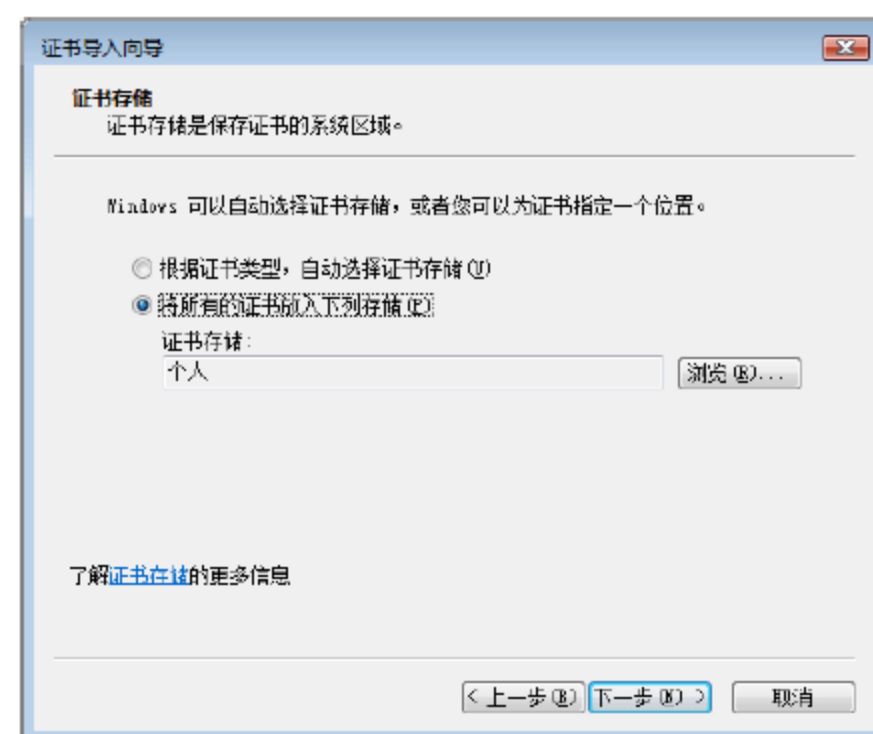 证书导入向导
证书存储
证书存储是保存证书的系统区域。
Windows 可以自动选择证书存储，或者您可以为证书指定一个位置。
根据证书类型，自动选择证书存储(U)
将所有的证书放入下列存储(P)
证书存储:
个人
浏览(R)...
了解证书存储的更多信息
< 上一步(B)
下一步(N) >
取消